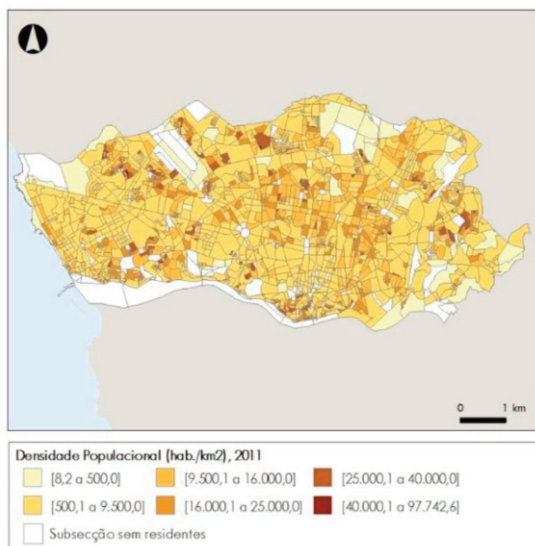 0 1 km
Densidade Populacional (hab./km2), 2011
[8,2 a 500,0] [9.500,1 a 16.000,0] [25.000,1 a 40.000,0]
[500,1 a 9.500,0] [16.000,1 a 25.000,0] [40.000,1 a 97.742,6]
Subsecção sem residentes